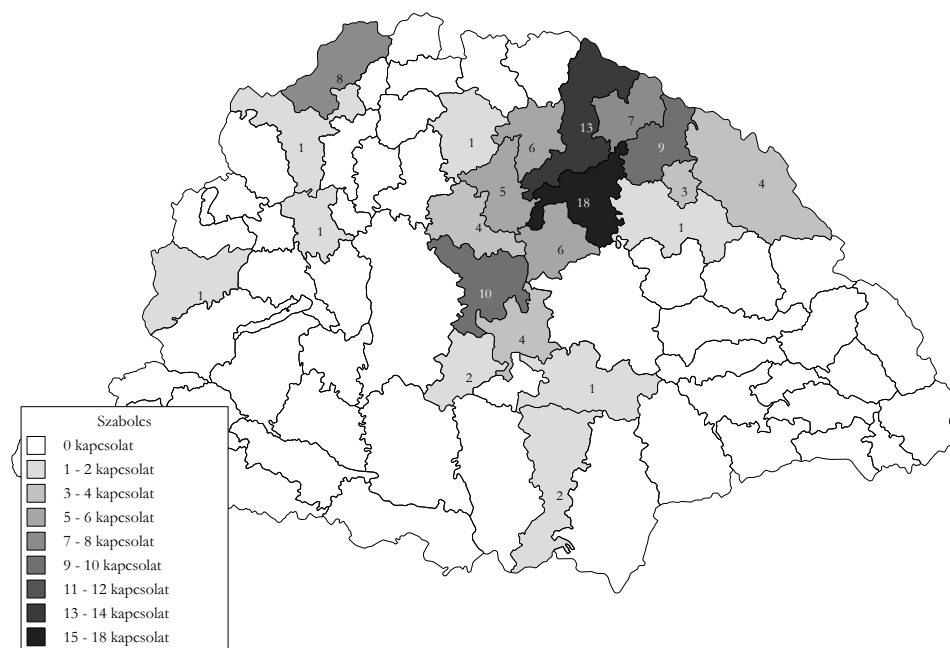 8
1
1
13
7
6
9
5
3
4
18
1
4
1
6
1
10
4
2
1
2
Szabolcs
0 kapcsolat
1 - 2 kapcsolat
3 - 4 kapcsolat
5 - 6 kapcsolat
7 - 8 kapcsolat
9 - 10 kapcsolat
11 - 12 kapcsolat
13 - 14 kapcsolat
15 - 18 kapcsolat